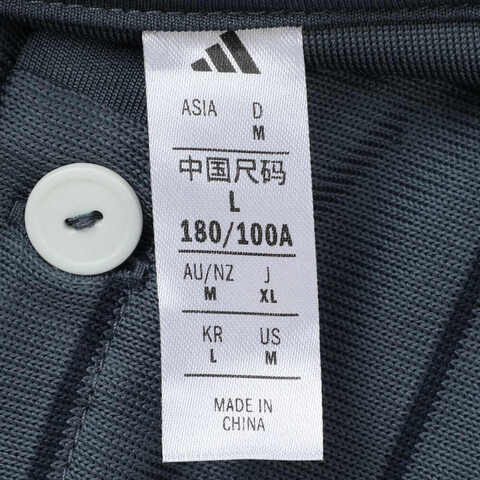 ASIA D
M
中国尺码
L
180/100A
AU/NZ J
M XL
KR US
L M
MADE IN
CHINA